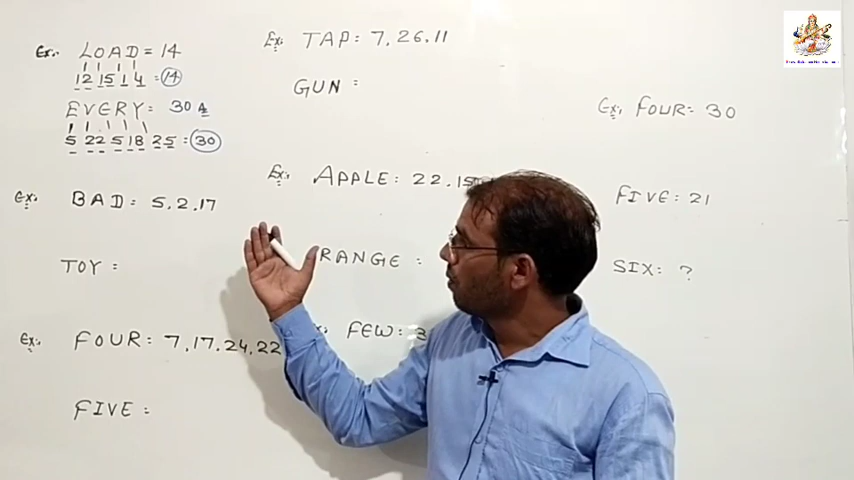 Ex:. LOAD = 14
12 15 1 4 = 14
EVERY = 30
5 22 5 18 25 = 30
Ex:. BAD : 5.2.17
TOY :
Ex:. FOUR : 7.17.24.22
FIVE :
Ex:. TAP : 7.26.11
GUN :
Ex:. APPLE : 22.15
RANGE :
FEW : 3
Ex:. FOUR : 30
FIVE : 21
SIX : ?